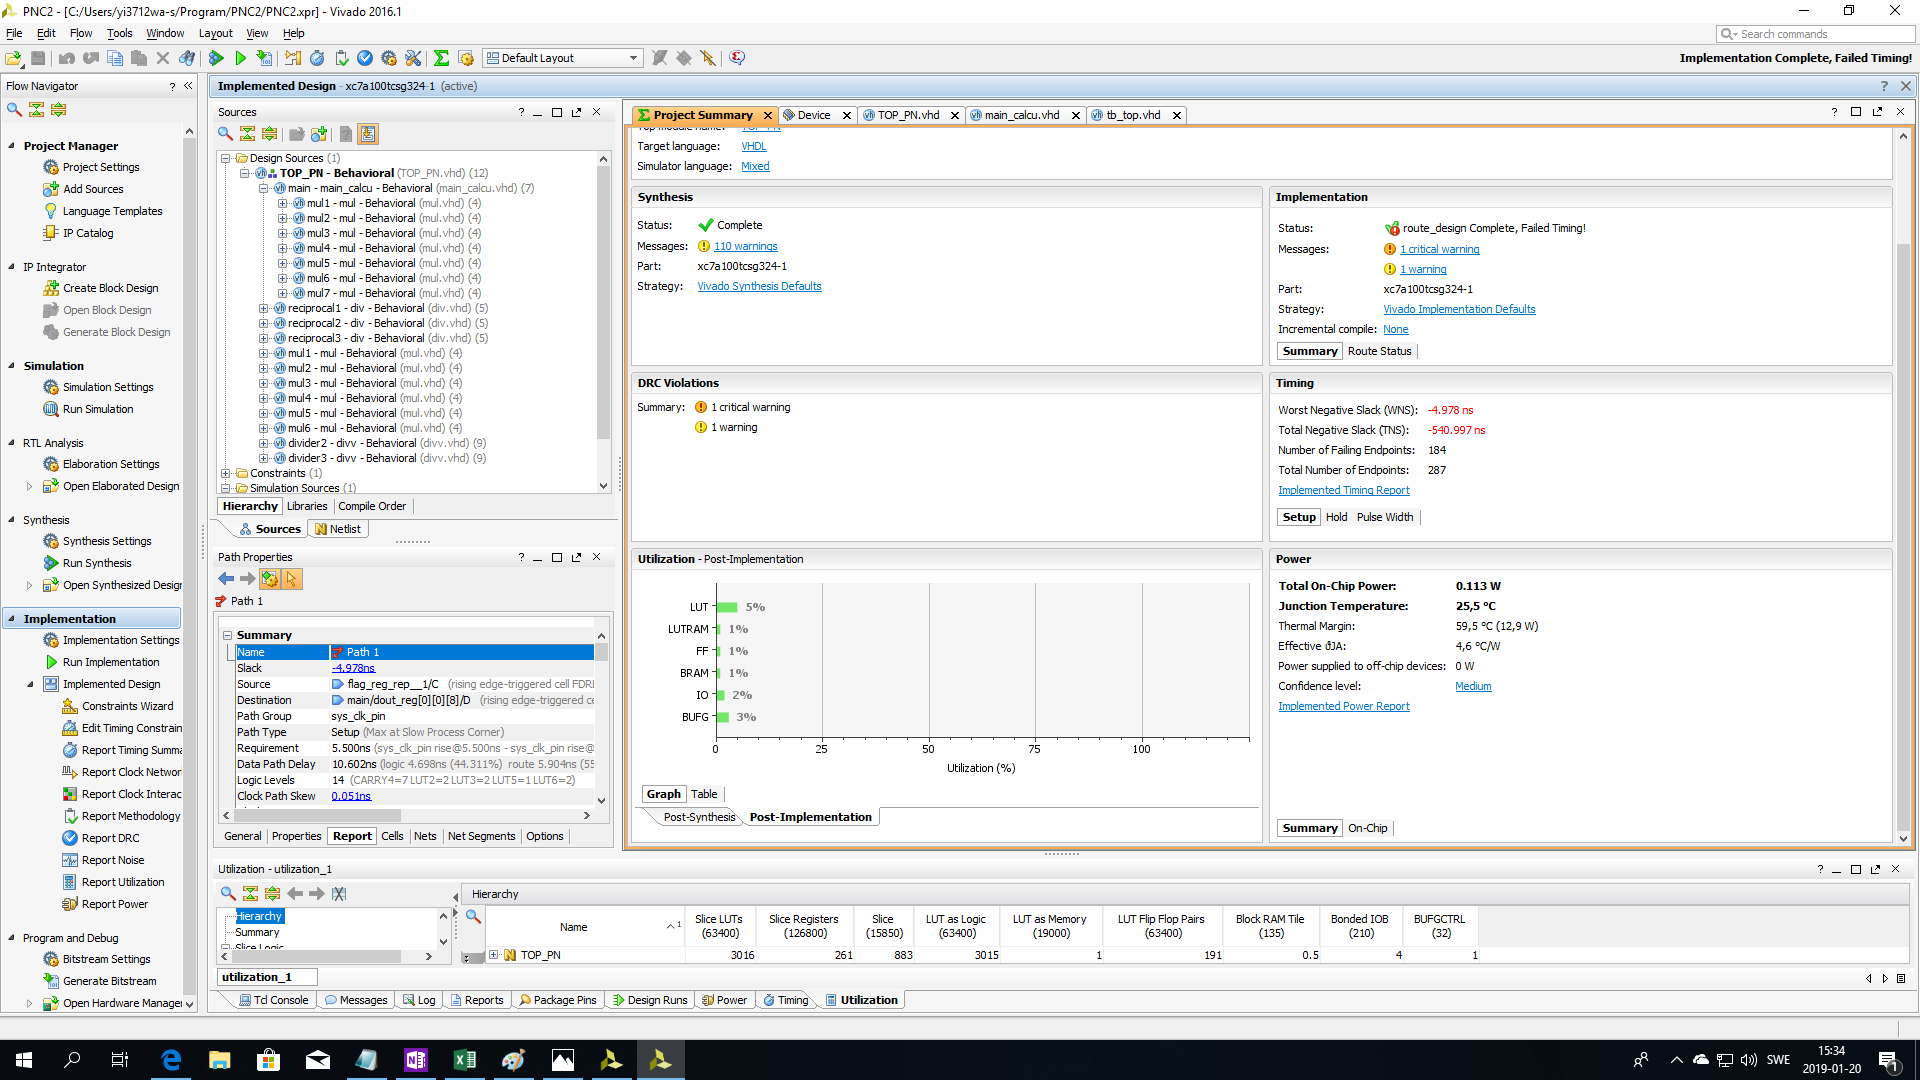 PNC2 - [C:/Users/yi3712wa-s/Program/PNC2/PNC2.xpr] - Vivado 2016.1
File Edit Flow Tools Window Layout View Help
Search commands
Default Layout
Implementation Complete, Failed Timing!
Flow Navigator
Project Manager
Project Settings
Add Sources
Language Templates
IP Catalog
IP Integrator
Create Block Design
Open Block Design
Generate Block Design
Simulation
Simulation Settings
Run Simulation
RTL Analysis
Elaboration Settings
Open Elaborated Design
Synthesis
Synthesis Settings
Run Synthesis
Open Synthesized Design
Implementation
Implementation Settings
Run Implementation
Implemented Design
Constraints Wizard
Edit Timing Constrain
Report Timing Summa
Report Clock Networ
Report Clock Interac
Report Methodology
Report DRC
Report Noise
Report Utilization
Report Power
Program and Debug
Bitstream Settings
Generate Bitstream
Open Hardware Manager
Implemented Design - xc7a100tcsg324-1 (active)
Sources
Design Sources (1)
TOP_PN - Behavioral (TOP_PN.vhd) (12)
main - main_calcu - Behavioral (main_calcu.vhd) (7)
mul1 - mul - Behavioral (mul.vhd) (4)
mul2 - mul - Behavioral (mul.vhd) (4)
mul3 - mul - Behavioral (mul.vhd) (4)
mul4 - mul - Behavioral (mul.vhd) (4)
mul5 - mul - Behavioral (mul.vhd) (4)
mul6 - mul - Behavioral (mul.vhd) (4)
mul7 - mul - Behavioral (mul.vhd) (4)
reciprocal1 - div - Behavioral (div.vhd) (5)
reciprocal2 - div - Behavioral (div.vhd) (5)
reciprocal3 - div - Behavioral (div.vhd) (5)
mul1 - mul - Behavioral (mul.vhd) (4)
mul2 - mul - Behavioral (mul.vhd) (4)
mul3 - mul - Behavioral (mul.vhd) (4)
mul4 - mul - Behavioral (mul.vhd) (4)
mul5 - mul - Behavioral (mul.vhd) (4)
mul6 - mul - Behavioral (mul.vhd) (4)
divider2 - divv - Behavioral (divv.vhd) (9)
divider3 - divv - Behavioral (divv.vhd) (9)
Constraints (1)
Simulation Sources (1)
Hierarchy Libraries Compile Order
Sources Netlist
Path Properties
Path 1
Summary
Name Path 1
Slack -4.978ns
Source flag_reg_rep__1/C (rising edge-triggered cell FDRI
Destination main/dout_reg[0][0][8]/D (rising edge-triggered ce
Path Group sys_clk_pin
Path Type Setup (Max at Slow Process Corner)
Requirement 5.500ns (sys_clk_pin rise@5.500ns - sys_clk_pin rise@
Data Path Delay 10.602ns (logic 4.698ns (44.311%) route 5.904ns (55
Logic Levels 14 (CARRY4=7 LUT2=2 LUT3=2 LUT5=1 LUT6=2)
Clock Path Skew 0.051ns
General Properties Report Cells Nets Net Segments Options
Project Summary Device TOP_PN.vhd main_calcu.vhd tb_top.vhd
Top module name: TOP_PN
Target language: VHDL
Simulator language: Mixed
Synthesis
Status: Complete
Messages: 110 warnings
Part: xc7a100tcsg324-1
Strategy: Vivado Synthesis Defaults
Implementation
Status: route_design Complete, Failed Timing!
Messages: 1 critical warning
1 warning
Part: xc7a100tcsg324-1
Strategy: Vivado Implementation Defaults
Incremental compile: None
Summary Route Status
DRC Violations
Summary: 1 critical warning
1 warning
Timing
Worst Negative Slack (WNS): -4.978 ns
Total Negative Slack (TNS): -540.997 ns
Number of Failing Endpoints: 184
Total Number of Endpoints: 287
Implemented Timing Report
Setup Hold Pulse Width
Utilization - Post-Implementation
LUT 5%
LUTRAM 1%
FF 1%
BRAM 1%
IO 2%
BUFG 3%
0 25 50 75 100
Utilization (%)
Graph Table
Post-Synthesis Post-Implementation
Power
Total On-Chip Power: 0.113 W
Junction Temperature: 25,5 °C
Thermal Margin: 59,5 °C (12,9 W)
Effective ϑJA: 4,6 °C/W
Power supplied to off-chip devices: 0 W
Confidence level: Medium
Implemented Power Report
Summary On-Chip
Utilization - utilization_1
Hierarchy
Summary
Slice Logic
Hierarchy
Name 1 Slice LUTs (63400) Slice Registers (126800) Slice (15850) LUT as Logic (63400) LUT as Memory (19000) LUT Flip Flop Pairs (63400) Block RAM Tile (135) Bonded IOB (210) BUFGCTRL (32)
TOP_PN 3016 261 883 3015 1 191 0.5 4 1
utilization_1
Tcl Console Messages Log Reports Package Pins Design Runs Power Timing Utilization
SWE
15:34
2019-01-20
1